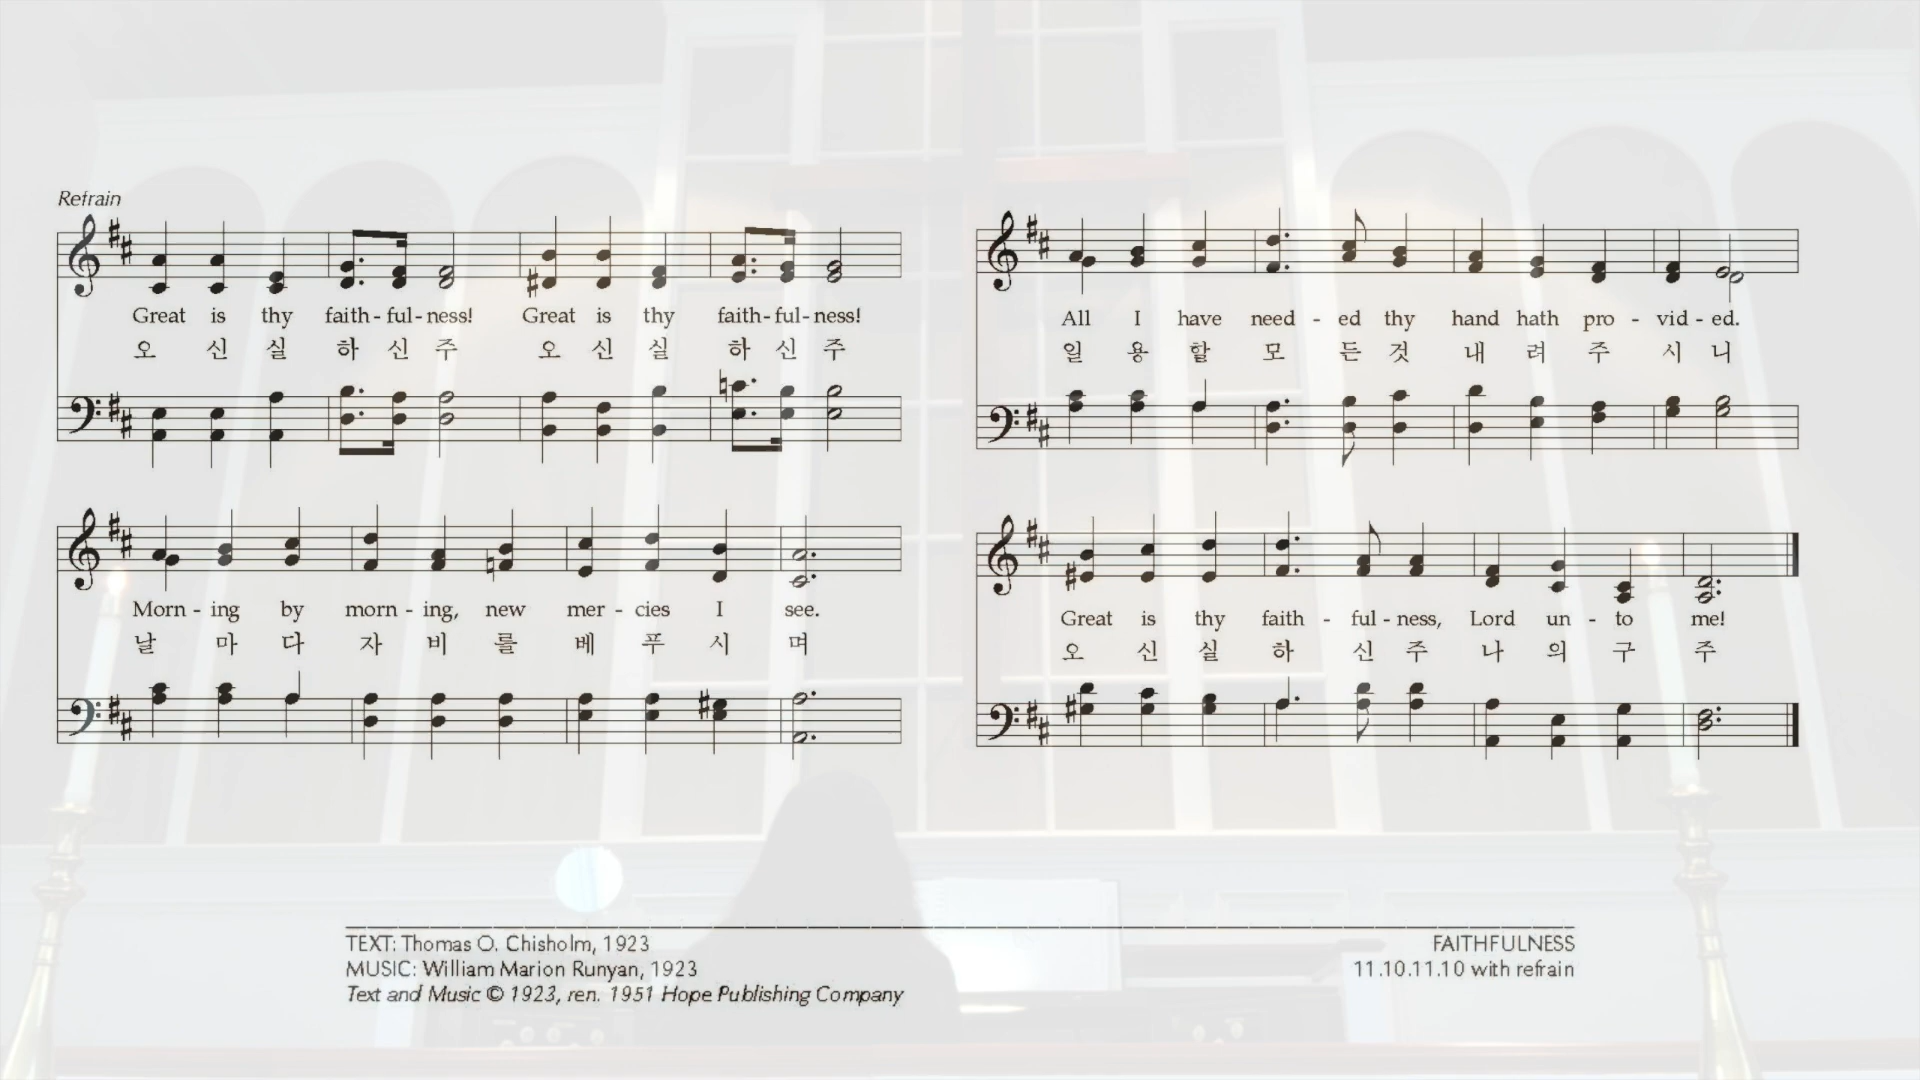 Refrain
Great is thy faith - ful - ness! Great is thy faith - ful - ness!
오 신 실 하 신 주 오 신 실 하 신 주
Morn - ing by morn - ing, new mer - cies I see.
날 마 다 자 비 를 베 푸 시 며
All I have need - ed thy hand hath pro - vid - ed.
일 용 할 모 든 것 내 려 주 시 니
Great is thy faith - ful - ness, Lord un - to me!
오 신 실 하 신 주 나 의 구 주
TEXT: Thomas O. Chisholm, 1923
MUSIC: William Marion Runyan, 1923
Text and Music © 1923, ren. 1951 Hope Publishing Company
FAITHFULNESS
11.10.11.10 with refrain